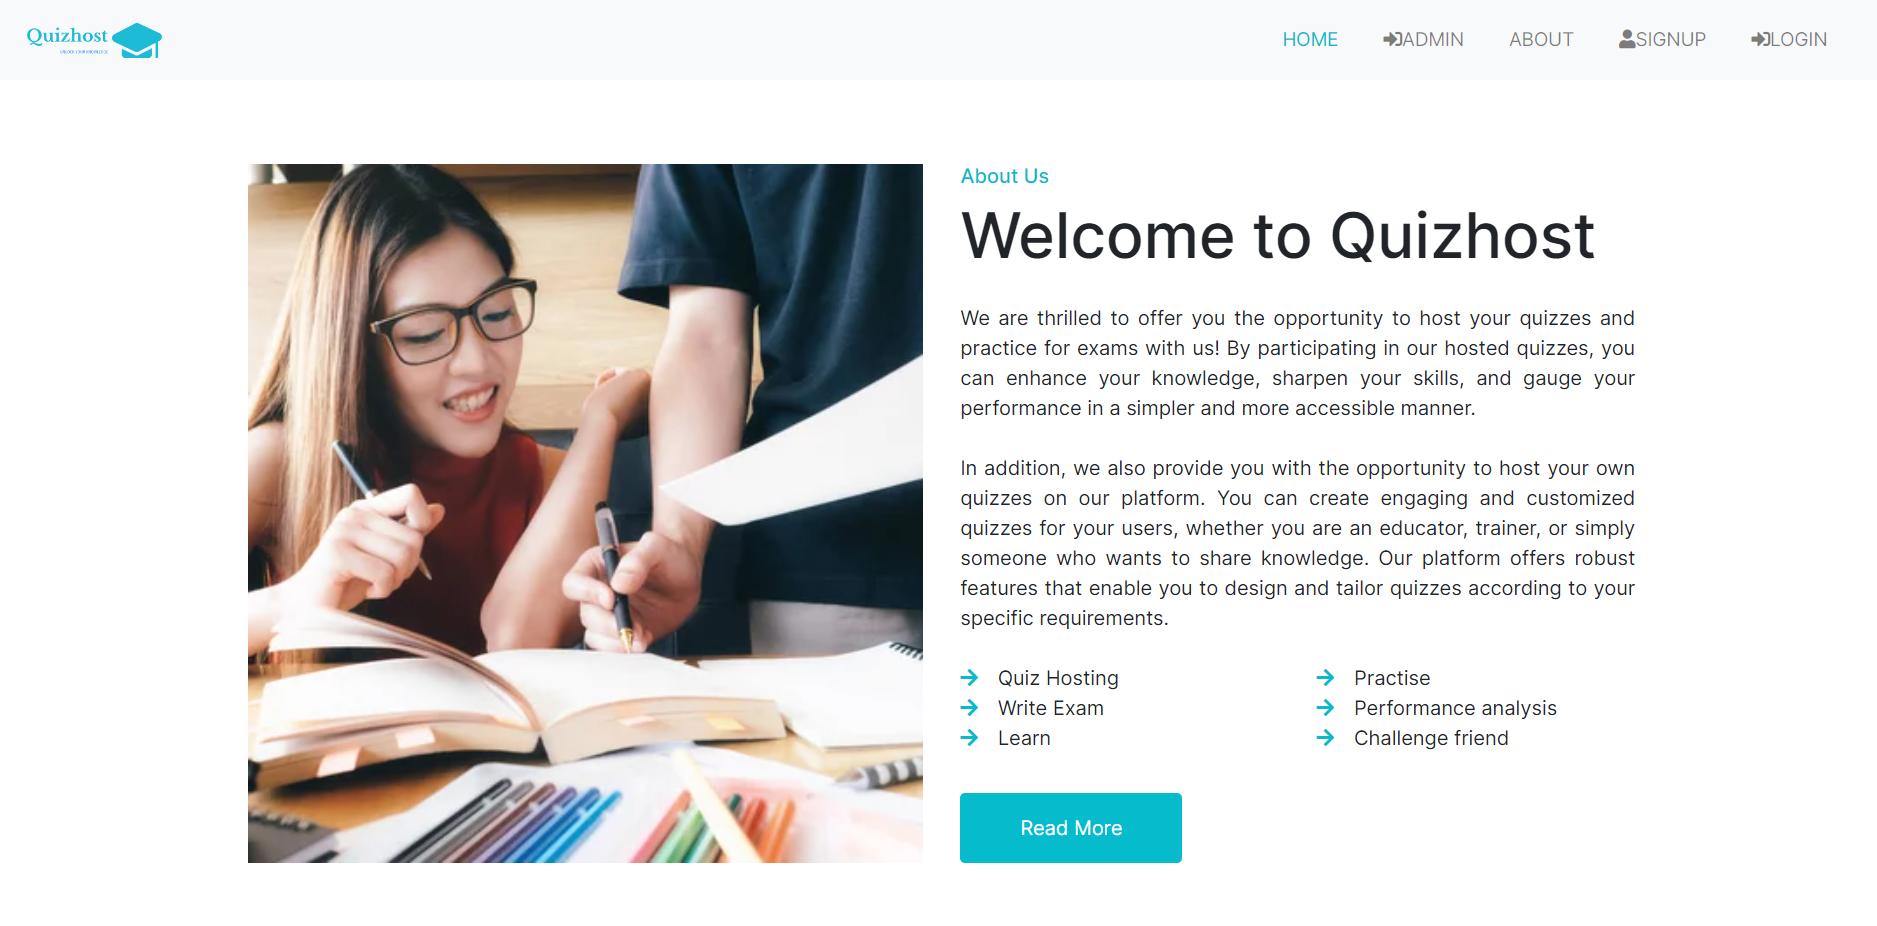 Quizhost
UNLOCK YOUR KNOWLEDGE
HOME ADMIN ABOUT SIGNUP LOGIN
About Us
Welcome to Quizhost
We are thrilled to offer you the opportunity to host your quizzes and
practice for exams with us! By participating in our hosted quizzes, you
can enhance your knowledge, sharpen your skills, and gauge your
performance in a simpler and more accessible manner.
In addition, we also provide you with the opportunity to host your own
quizzes on our platform. You can create engaging and customized
quizzes for your users, whether you are an educator, trainer, or simply
someone who wants to share knowledge. Our platform offers robust
features that enable you to design and tailor quizzes according to your
specific requirements.
Quiz Hosting
Write Exam
Learn
Practise
Performance analysis
Challenge friend
Read More